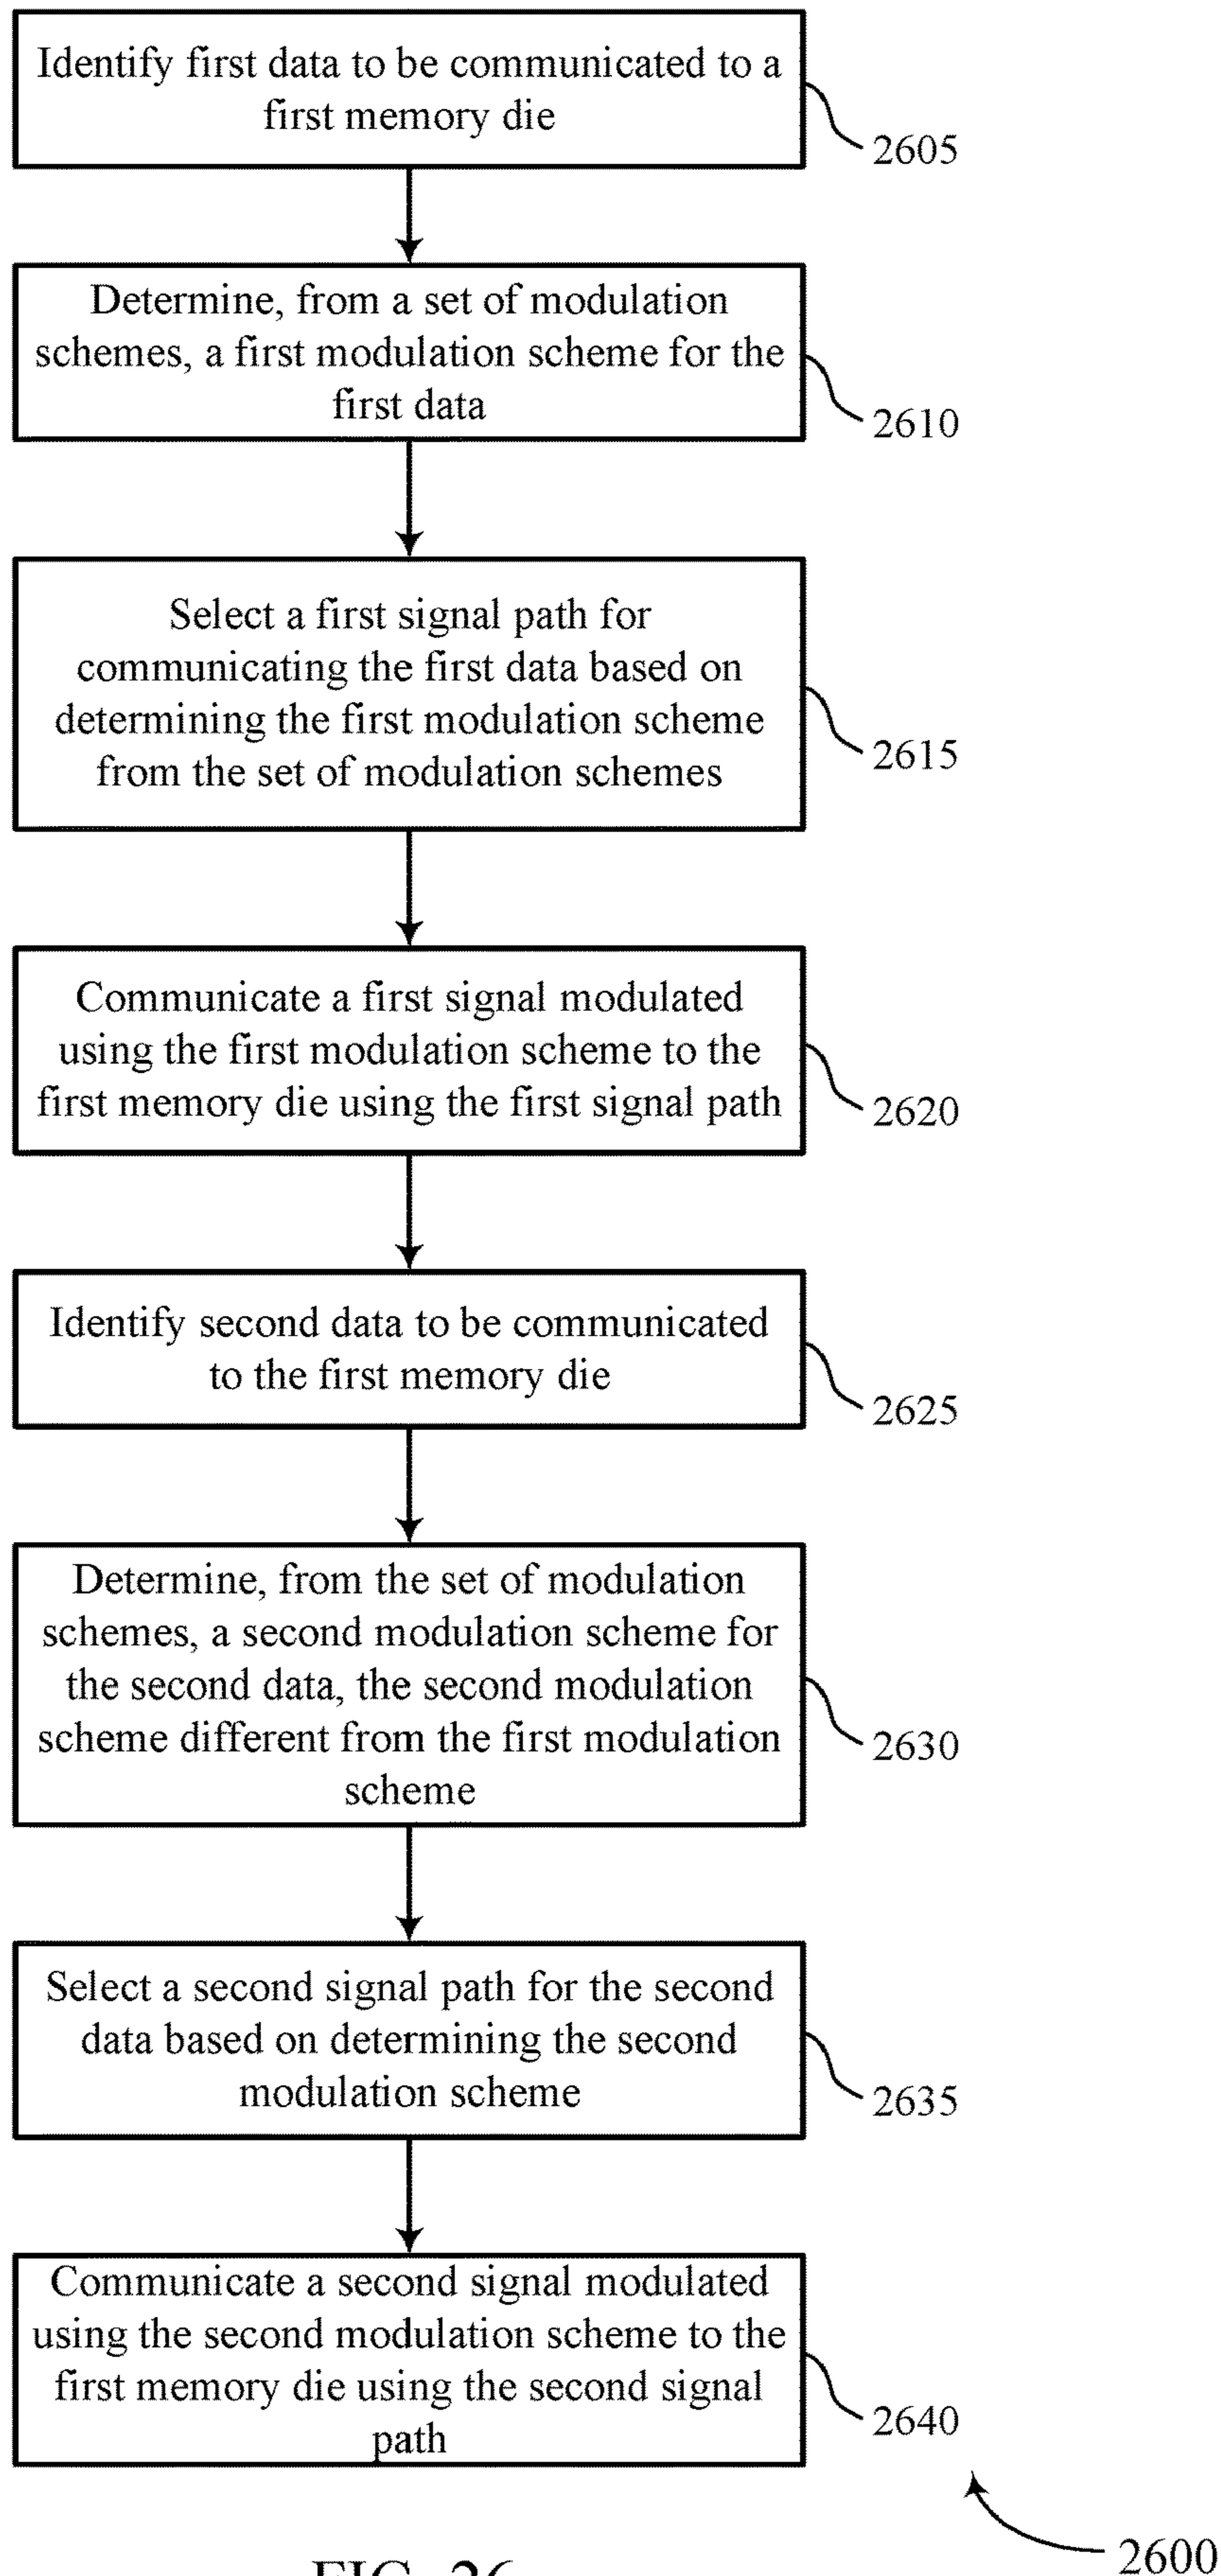 Identify first data to be communicated to a
first memory die
2605
Determine, from a set of modulation
schemes, a first modulation scheme for the
first data
2610
Select a first signal path for
communicating the first data based on
determining the first modulation scheme
from the set of modulation schemes
2615
Communicate a first signal modulated
using the first modulation scheme to the
first memory die using the first signal path
2620
Identify second data to be communicated
to the first memory die
2625
Determine, from the set of modulation
schemes, a second modulation scheme for
the second data, the second modulation
scheme different from the first modulation
scheme
2630
Select a second signal path for the second
data based on determining the second
modulation scheme
2635
Communicate a second signal modulated
using the second modulation scheme to the
first memory die using the second signal
path
2640
2600
FIG. 26